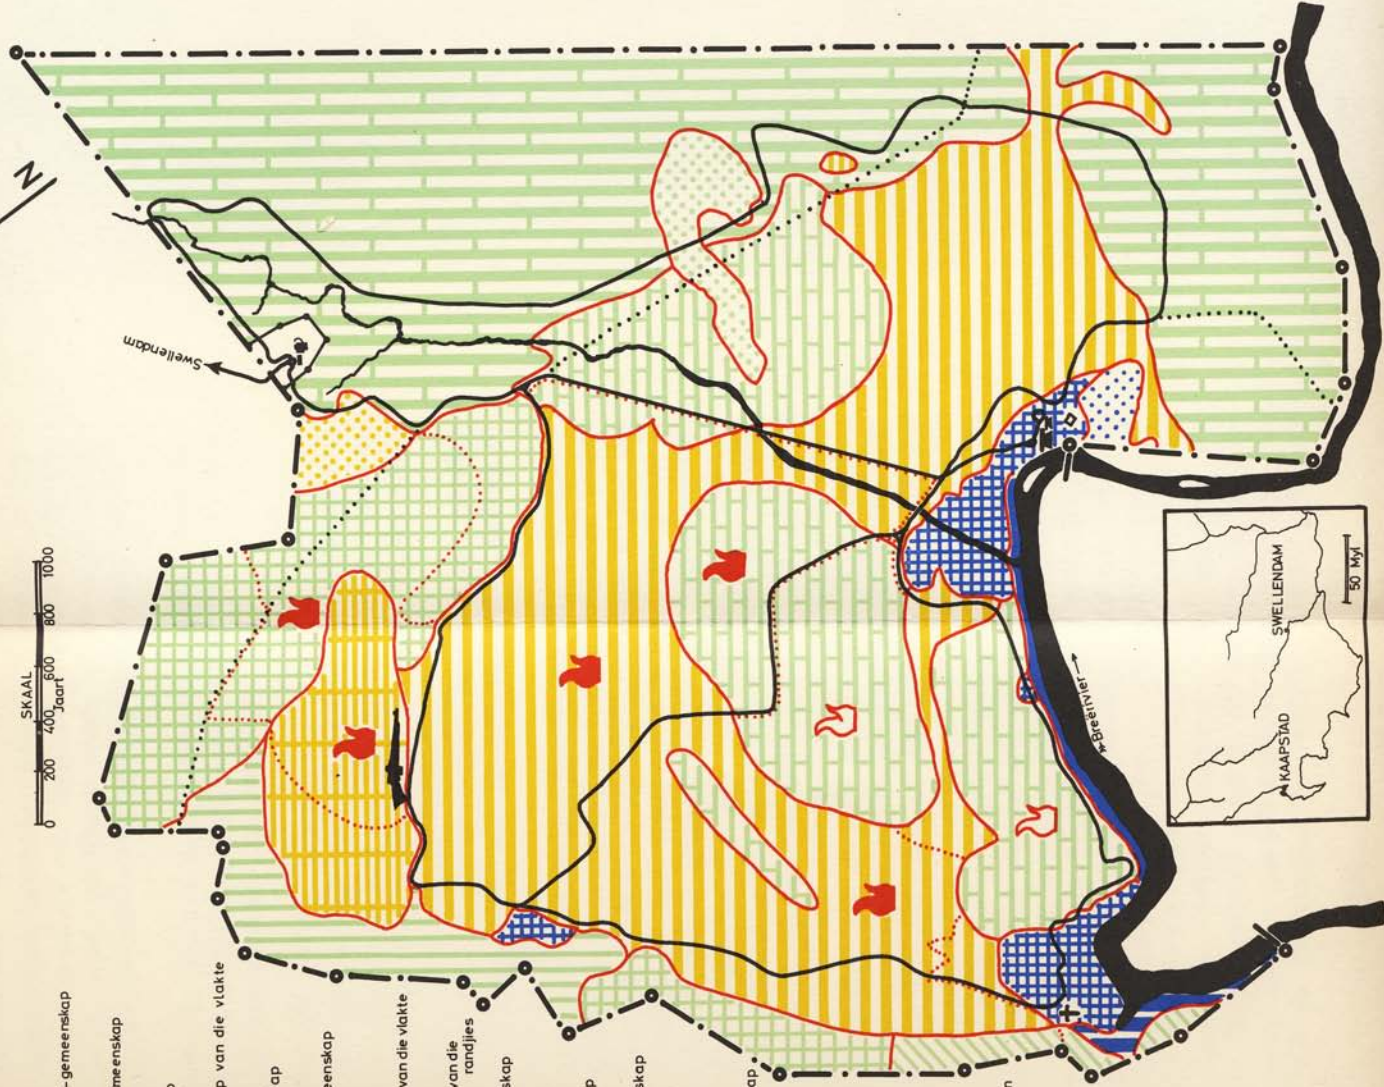 N
Swellendam
SKAAL
0 200 400 600 800 1000
Jaart
-gemeenskap
meenskap
p van die vlakte
ap
eenskap
van die vlakte
van die
randjies
skap
p
skap
ap
n
Breërivier
KAAPSTAD
SWELLENDAM
50 Myl